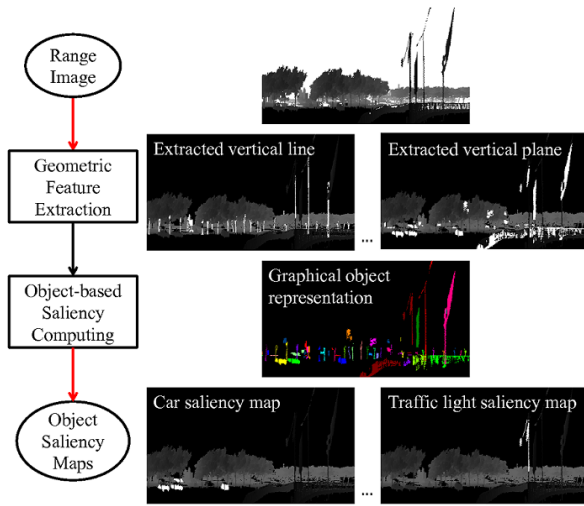 Range
Image
Geometric
Feature
Extraction
Extracted vertical line
...
Extracted vertical plane
Object-based
Saliency
Computing
Graphical object
representation
Object
Saliency
Maps
Car saliency map
...
Traffic light saliency map